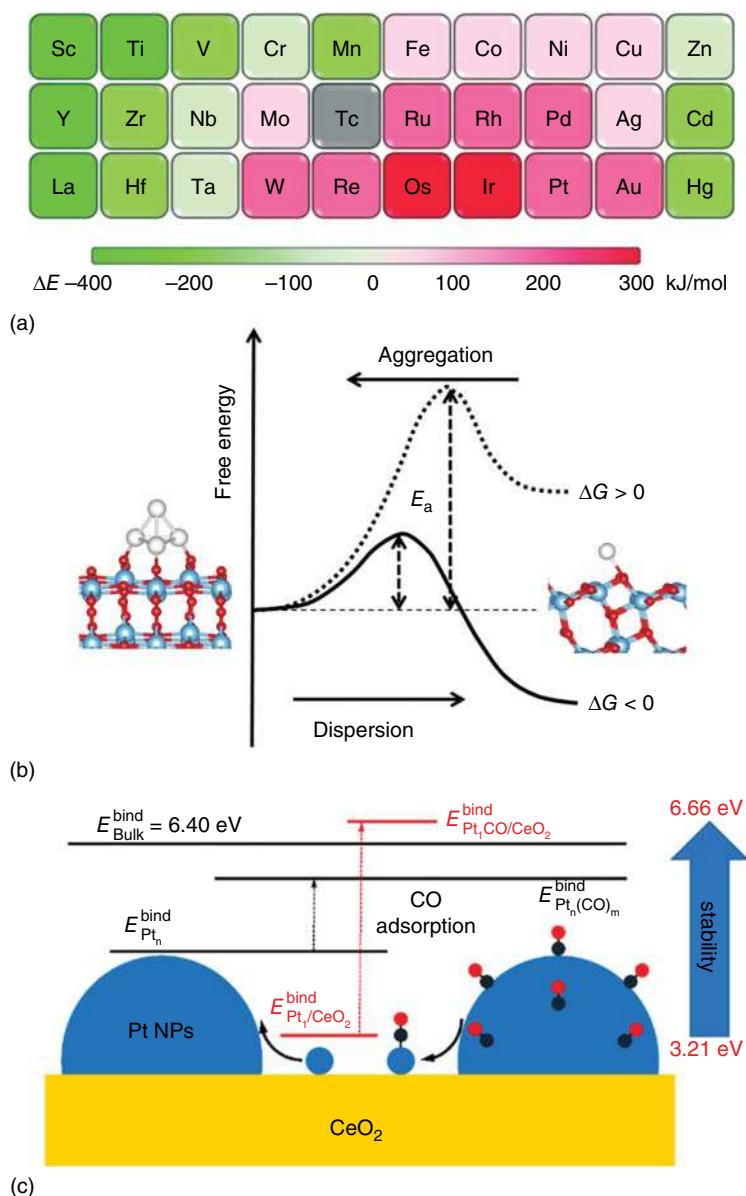 Sc Ti V Cr Mn Fe Co Ni Cu Zn
Y Zr Nb Mo Tc Ru Rh Pd Ag Cd
La Hf Ta W Re Os Ir Pt Au Hg
ΔE –400 –200 –100 0 100 200 300 kJ/mol
(a)
Aggregation
Free energy
E_a
ΔG > 0
ΔG < 0
Dispersion
(b)
E^bind_Bulk = 6.40 eV
E^bind_Pt₁CO/CeO₂
6.66 eV
E^bind_Ptₙ
CO
adsorption
E^bind_Ptₙ(CO)ₘ
stability
E^bind_Pt₁/CeO₂
Pt NPs
3.21 eV
CeO₂
(c)